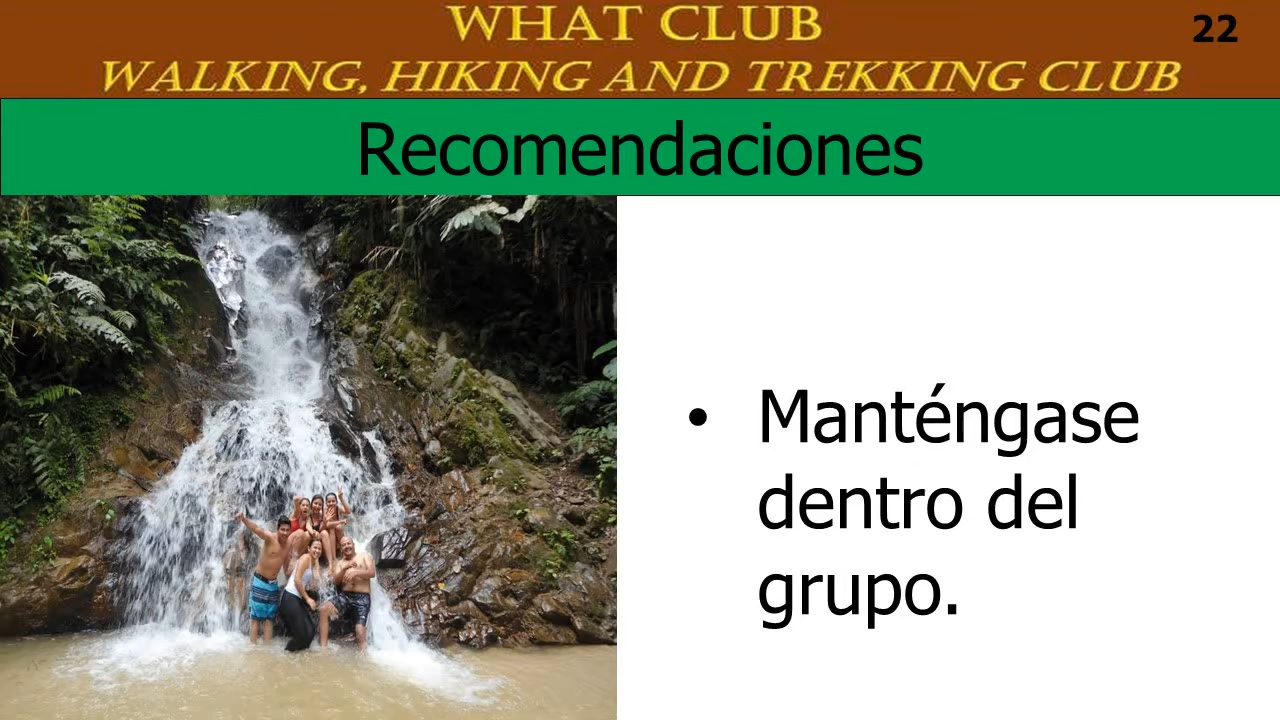 WHAT CLUB
22
WALKING, HIKING AND TREKKING CLUB
Recomendaciones
• Manténgase
dentro del
grupo.